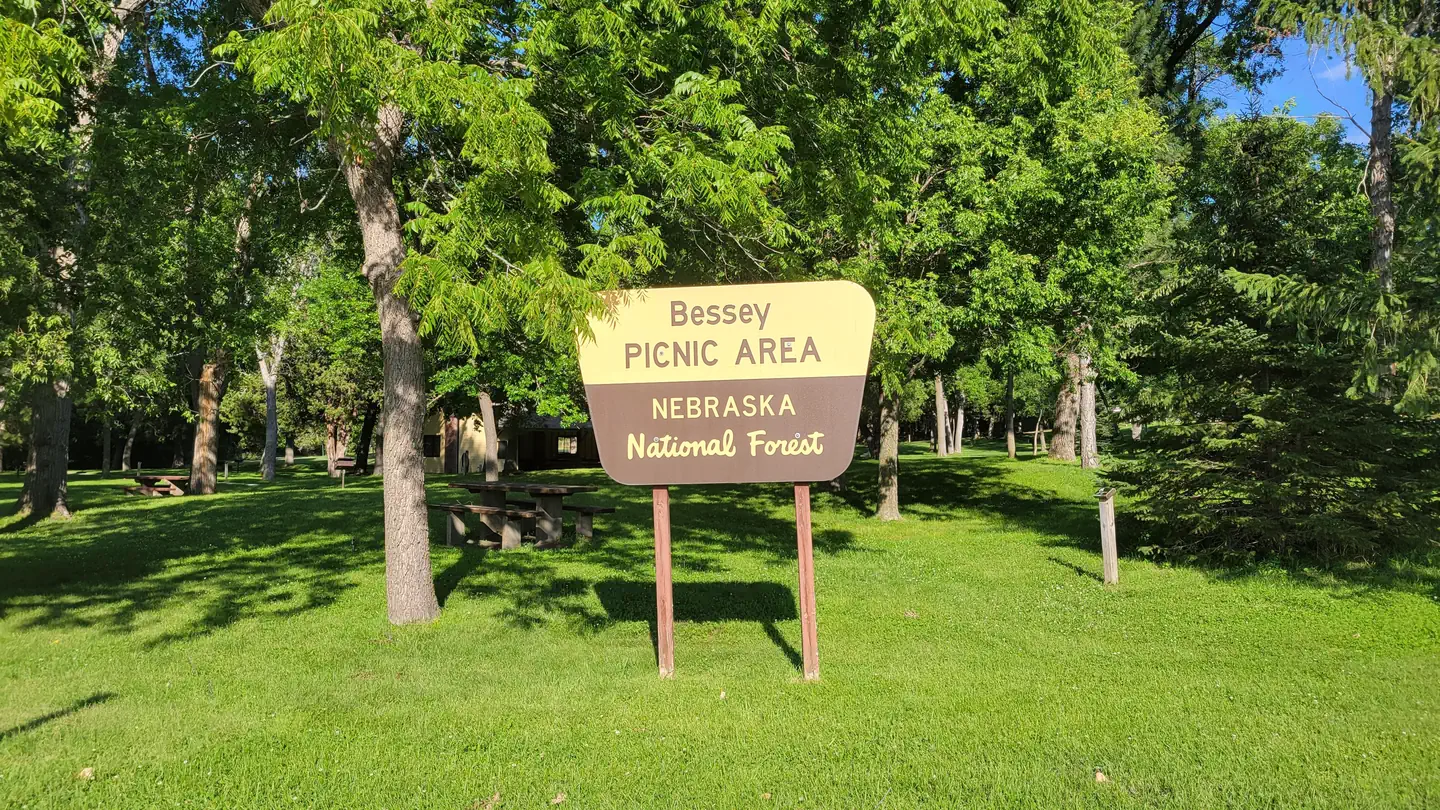 Bessey
PICNIC AREA
NEBRASKA
National Forest